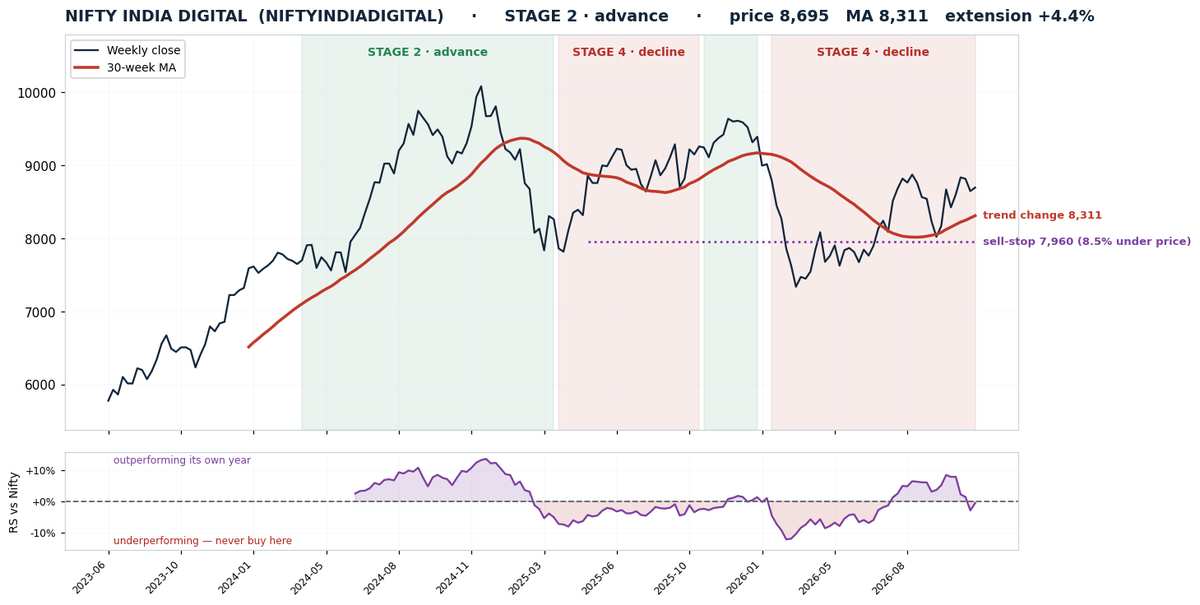 NIFTY INDIA DIGITAL (NIFTYINDIADIGITAL) · STAGE 2 · advance · price 8,695 MA 8,311 extension +4.4%
Weekly close
30-week MA
STAGE 2 · advance
STAGE 4 · decline
STAGE 4 · decline
10000
9000
8000
7000
6000
trend change 8,311
sell-stop 7,960 (8.5% under price)
RS vs Nifty
+10%
+0%
-10%
outperforming its own year
underperforming — never buy here
2023-06
2023-10
2024-01
2024-05
2024-08
2024-11
2025-03
2025-06
2025-10
2026-01
2026-05
2026-08